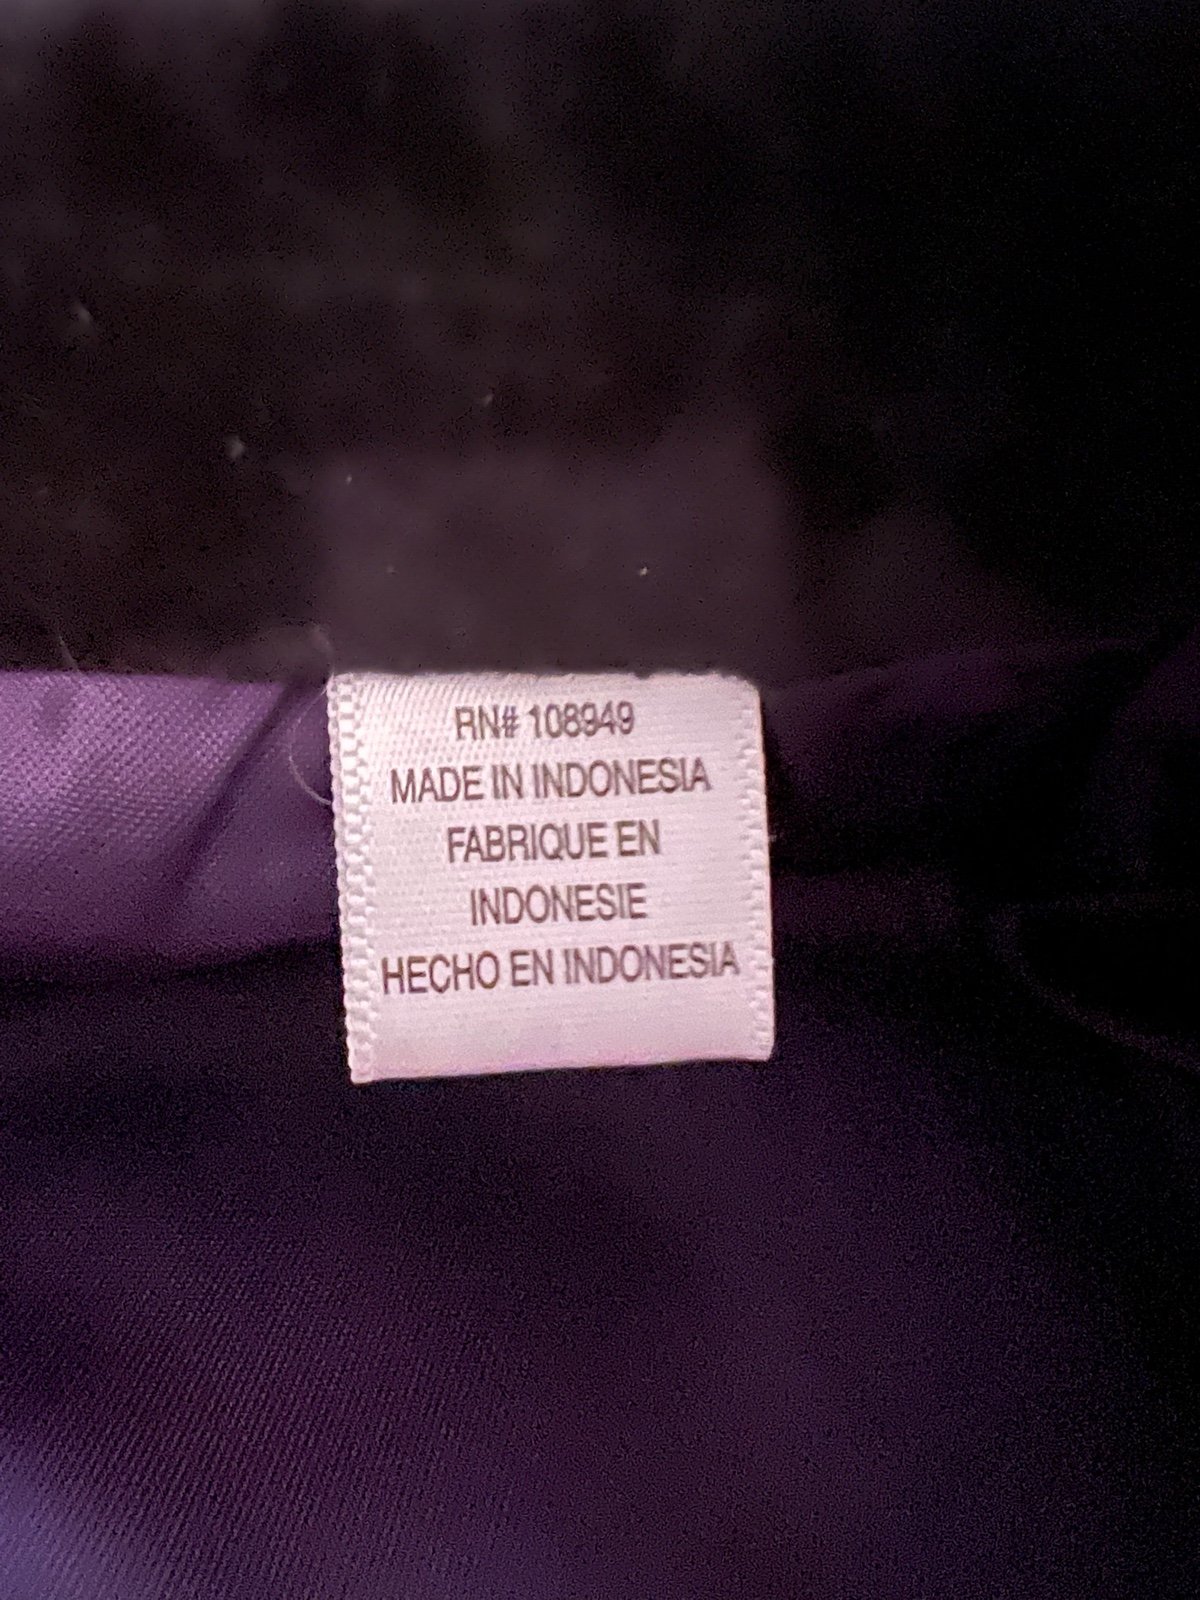 RN# 108949
MADE IN INDONESIA
FABRIQUE EN
INDONESIE
HECHO EN INDONESIA